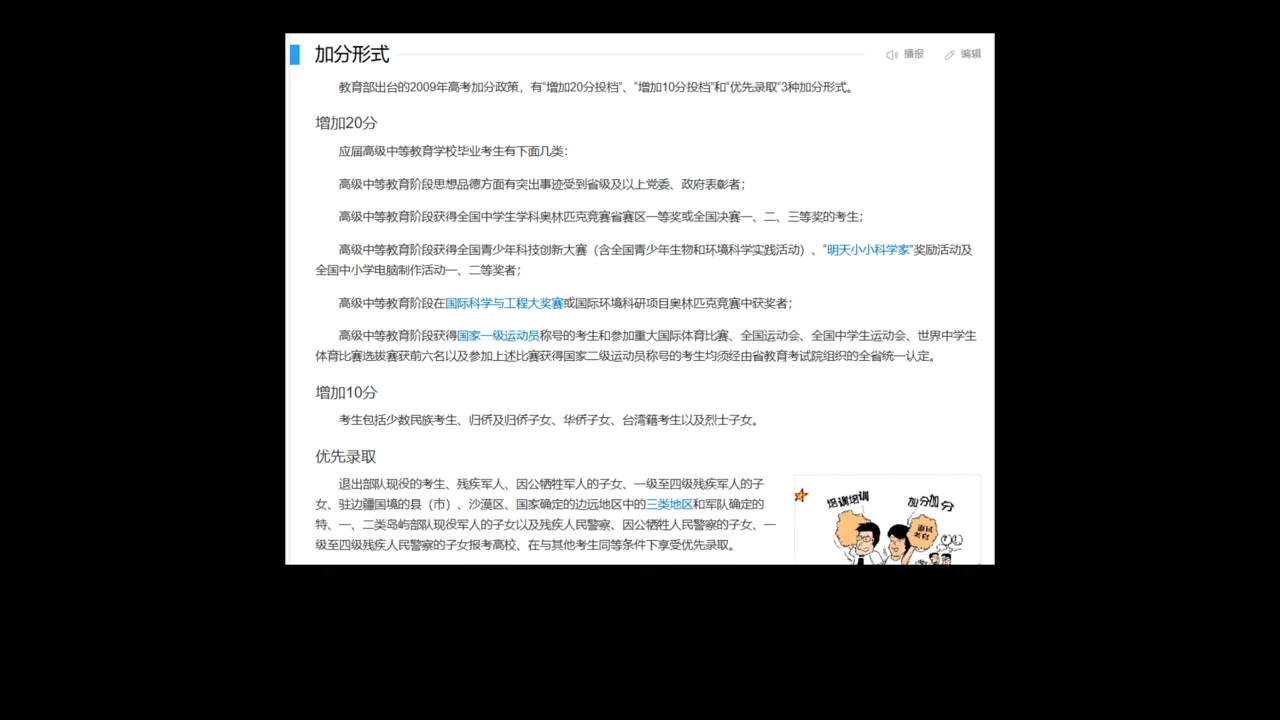 加分形式
播报
编辑
教育部出台的2009年高考加分政策，有“增加20分投档”、“增加10分投档”和“优先录取”3种加分形式。
增加20分
应届高级中等教育学校毕业考生有下面几类：
高级中等教育阶段思想品德方面有突出事迹受到省级及以上党委、政府表彰者；
高级中等教育阶段获得全国中学生学科奥林匹克竞赛省赛区一等奖或全国决赛一、二、三等奖的考生；
高级中等教育阶段获得全国青少年科技创新大赛（含全国青少年生物和环境科学实践活动）、“明天小小科学家”奖励活动及
全国中小学电脑制作活动一、二等奖者；
高级中等教育阶段在国际科学与工程大奖赛或国际环境科研项目奥林匹克竞赛中获奖者；
高级中等教育阶段获得国家一级运动员称号的考生和参加重大国际体育比赛、全国运动会、全国中学生运动会、世界中学生
体育比赛选拔赛获前六名以及参加上述比赛获得国家二级运动员称号的考生均须经由省教育考试院组织的全省统一认定。
增加10分
考生包括少数民族考生、归侨及归侨子女、华侨子女、台湾籍考生以及烈士子女。
优先录取
退出部队现役的考生、残疾军人、因公牺牲军人的子女、一级至四级残疾军人的子
女、驻边疆国境的县（市）、沙漠区、国家确定的边远地区中的三类地区和军队确定的
特、一、二类岛屿部队现役军人的子女以及残疾人民警察、因公牺牲人民警察的子女、一
级至四级残疾人民警察的子女报考高校、在与其他考生同等条件下享受优先录取。
培训培训
加分加分